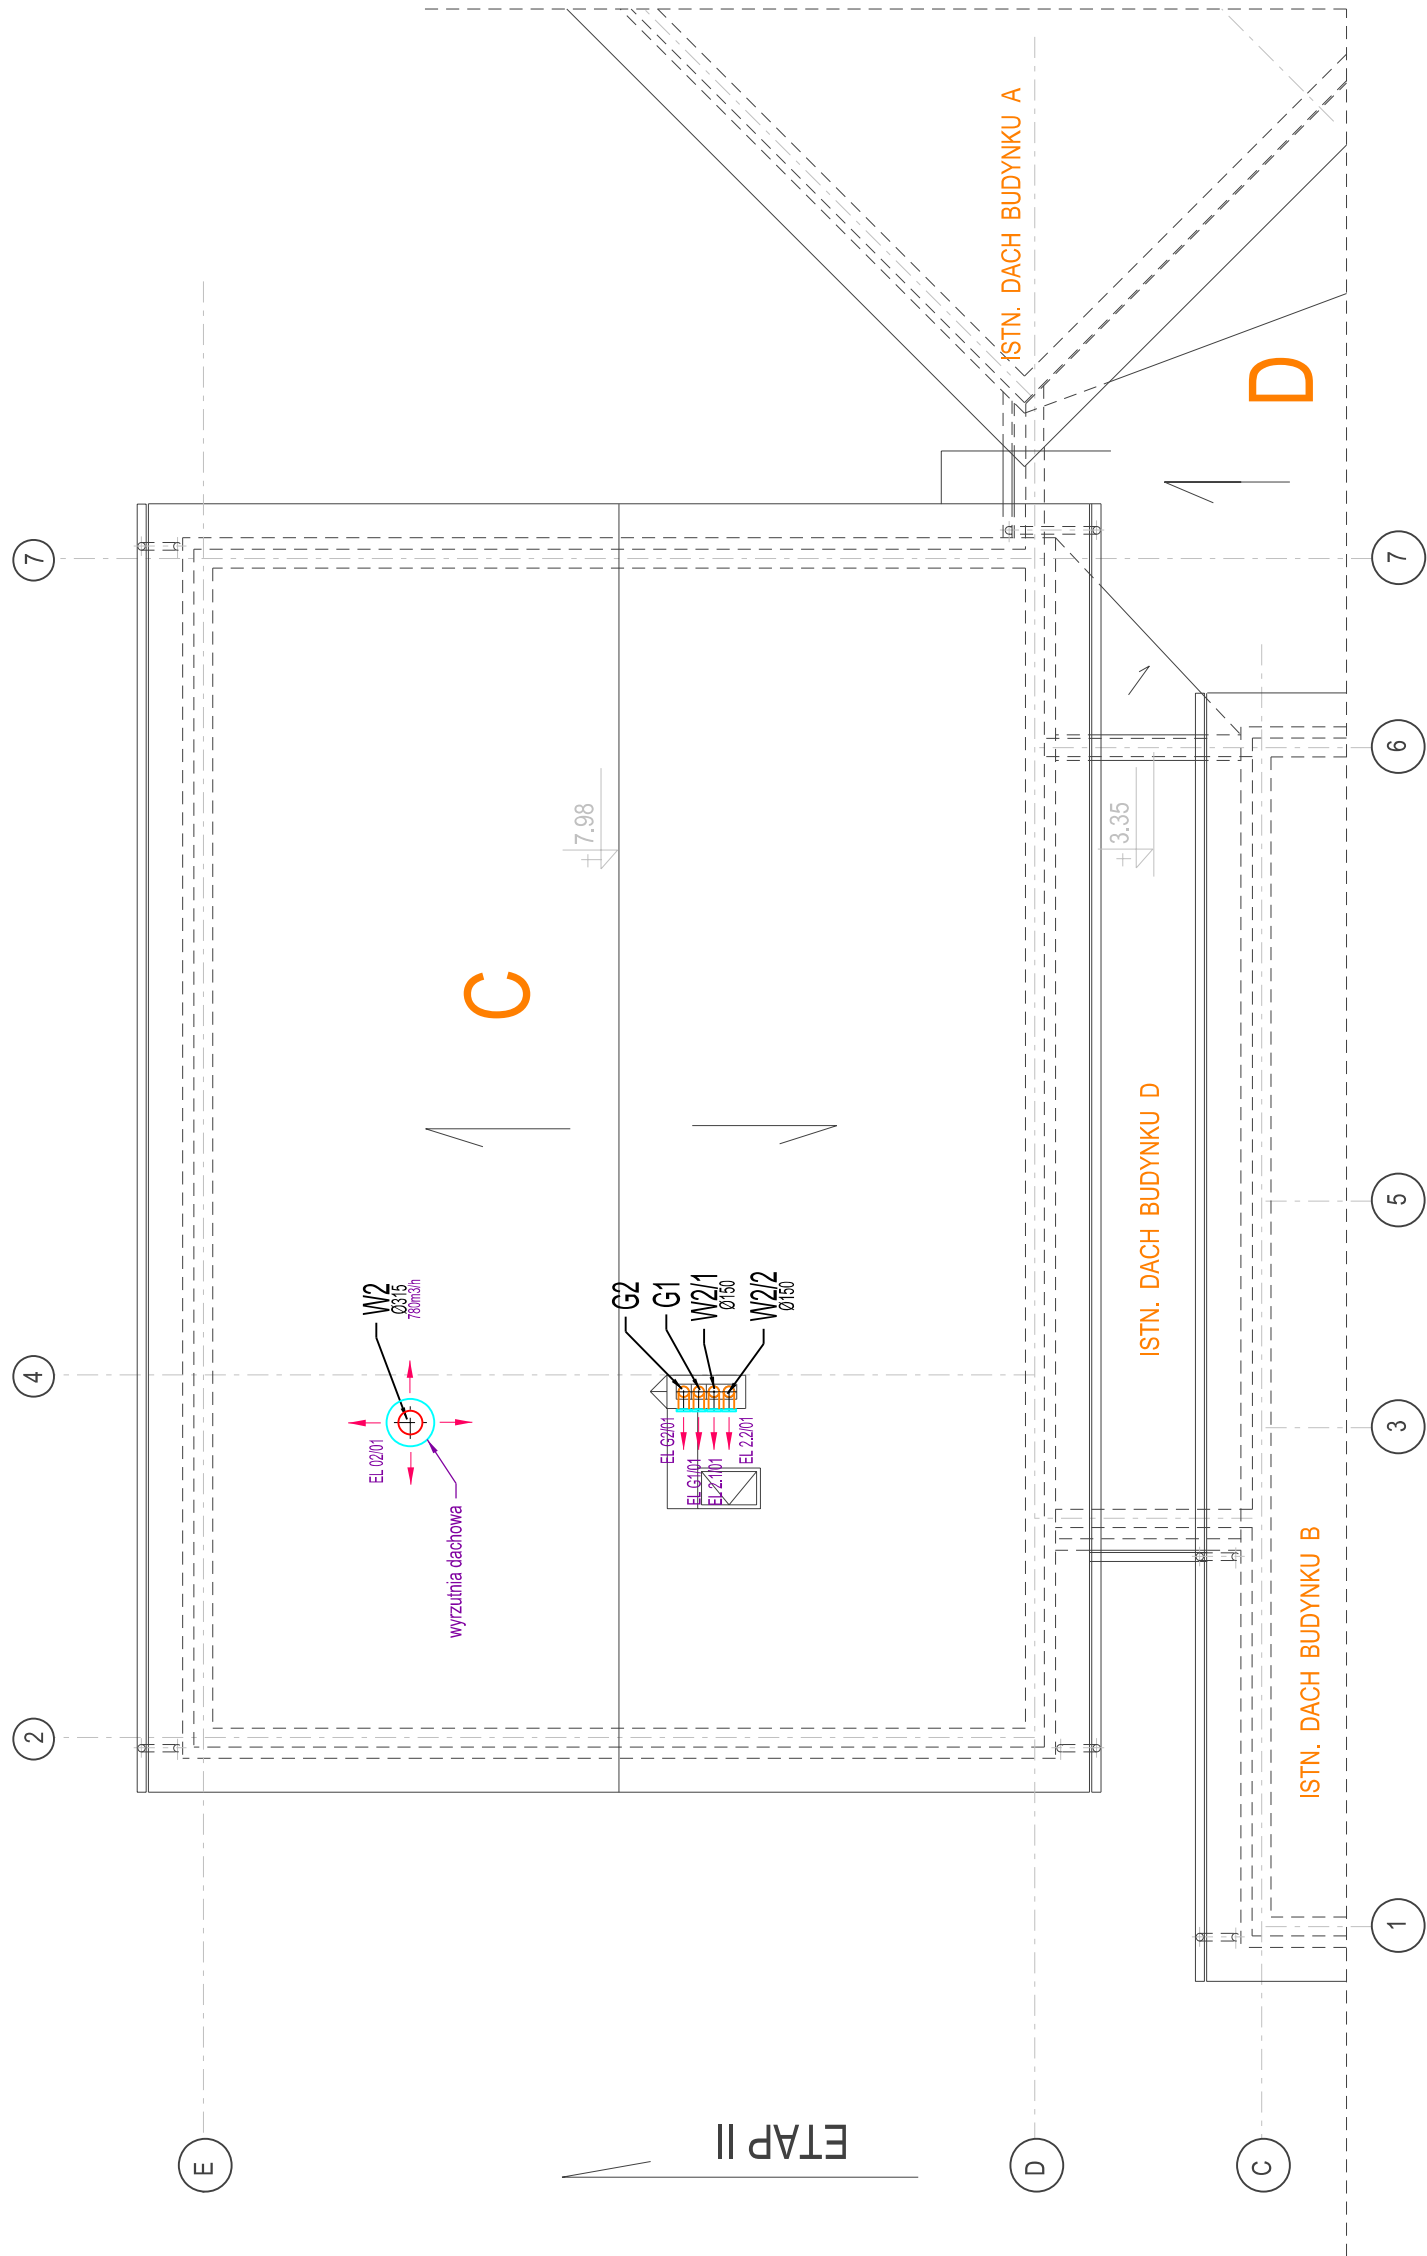 ISTN. DACH BUDYNKU A
D
7
7
6
+ 7.98
+ 3.35
C
ISTN. DACH BUDYNKU D
5
W2
Ø315
780m3/h
G2
G1
W2/1
Ø150
W2/2
Ø150
4
EL 02/01
EL G2/01
EL G1/01
EL 2.1/01
EL 2.2/01
3
wyrzutnia dachowa
ISTN. DACH BUDYNKU B
2
1
ETAP II
E
D
C